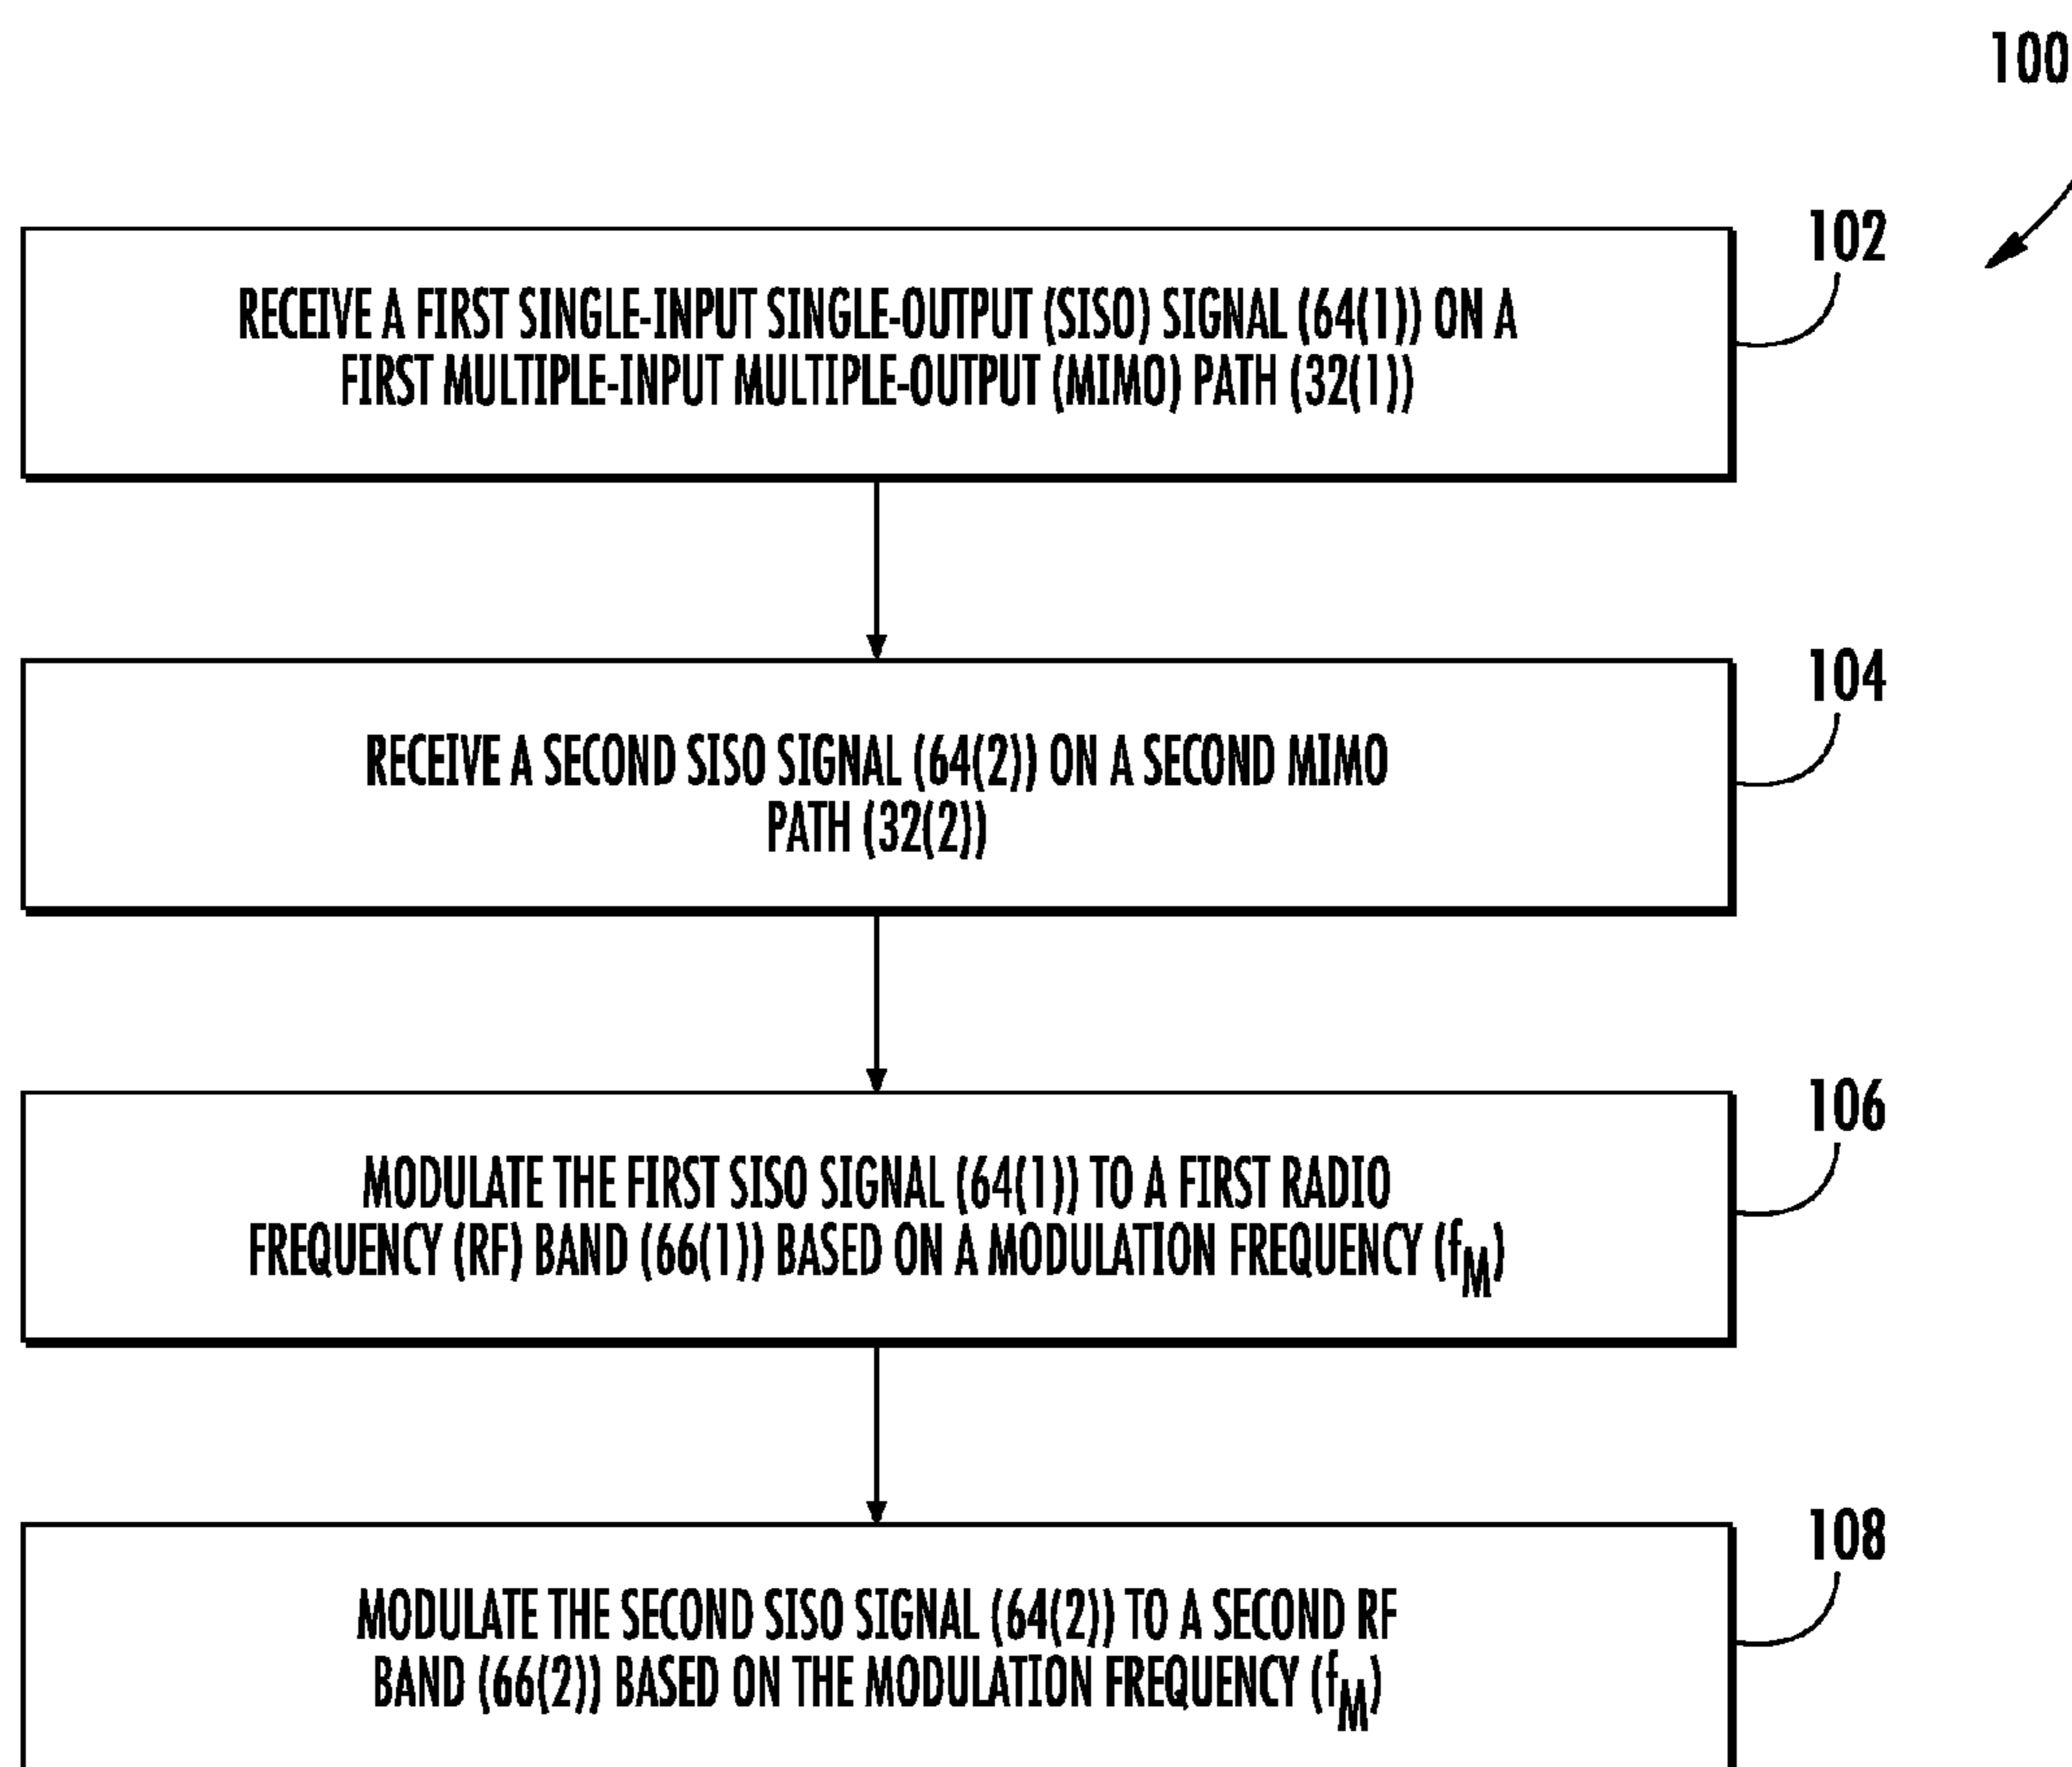 100
102
RECEIVE A FIRST SINGLE-INPUT SINGLE-OUTPUT (SISO) SIGNAL (64(1)) ON A
FIRST MULTIPLE-INPUT MULTIPLE-OUTPUT (MIMO) PATH (32(1))
104
RECEIVE A SECOND SISO SIGNAL (64(2)) ON A SECOND MIMO
PATH (32(2))
106
MODULATE THE FIRST SISO SIGNAL (64(1)) TO A FIRST RADIO
FREQUENCY (RF) BAND (66(1)) BASED ON A MODULATION FREQUENCY (fM)
108
MODULATE THE SECOND SISO SIGNAL (64(2)) TO A SECOND RF
BAND (66(2)) BASED ON THE MODULATION FREQUENCY (fM)